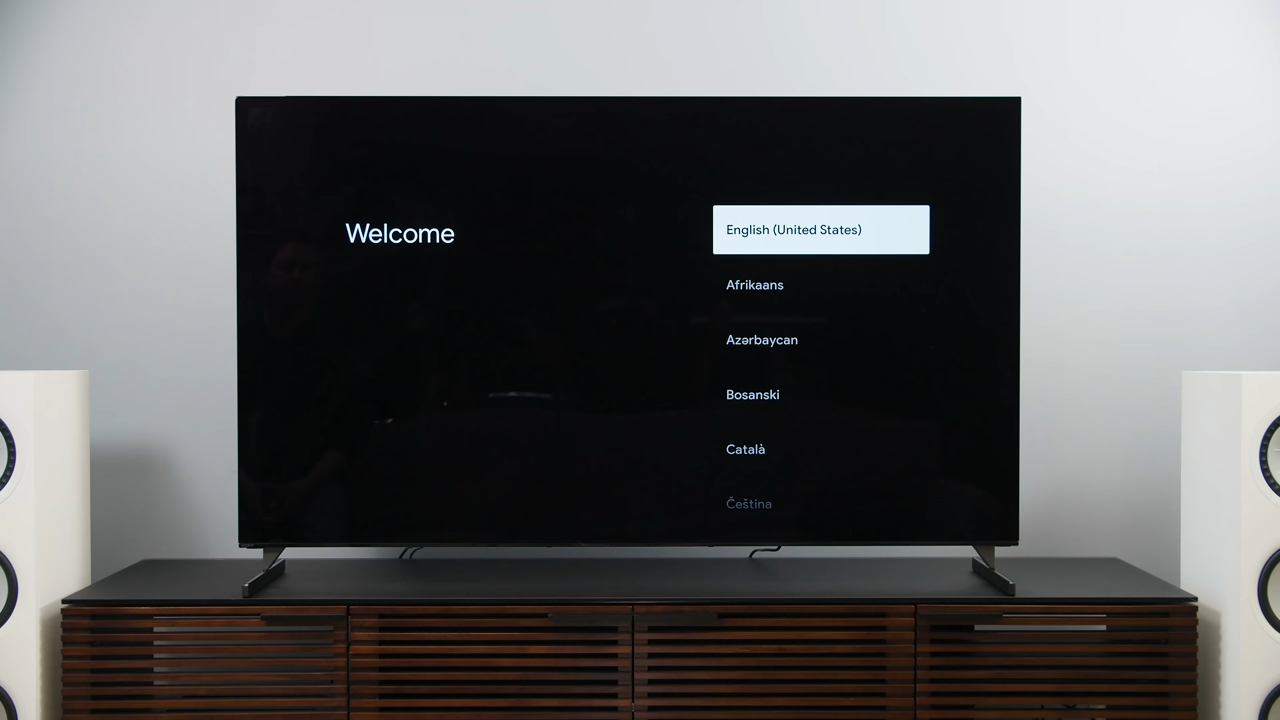 Welcome
English (United States)
Afrikaans
Azərbaycan
Bosanski
Català
Čeština